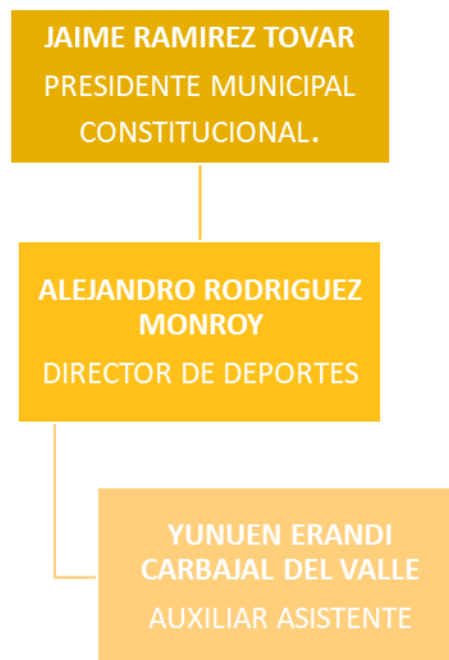 JAIME RAMIREZ TOVAR
PRESIDENTE MUNICIPAL
CONSTITUCIONAL.
ALEJANDRO RODRIGUEZ
MONROY
DIRECTOR DE DEPORTES
YUNUEN ERANDI
CARBAJAL DEL VALLE
AUXILIAR ASISTENTE